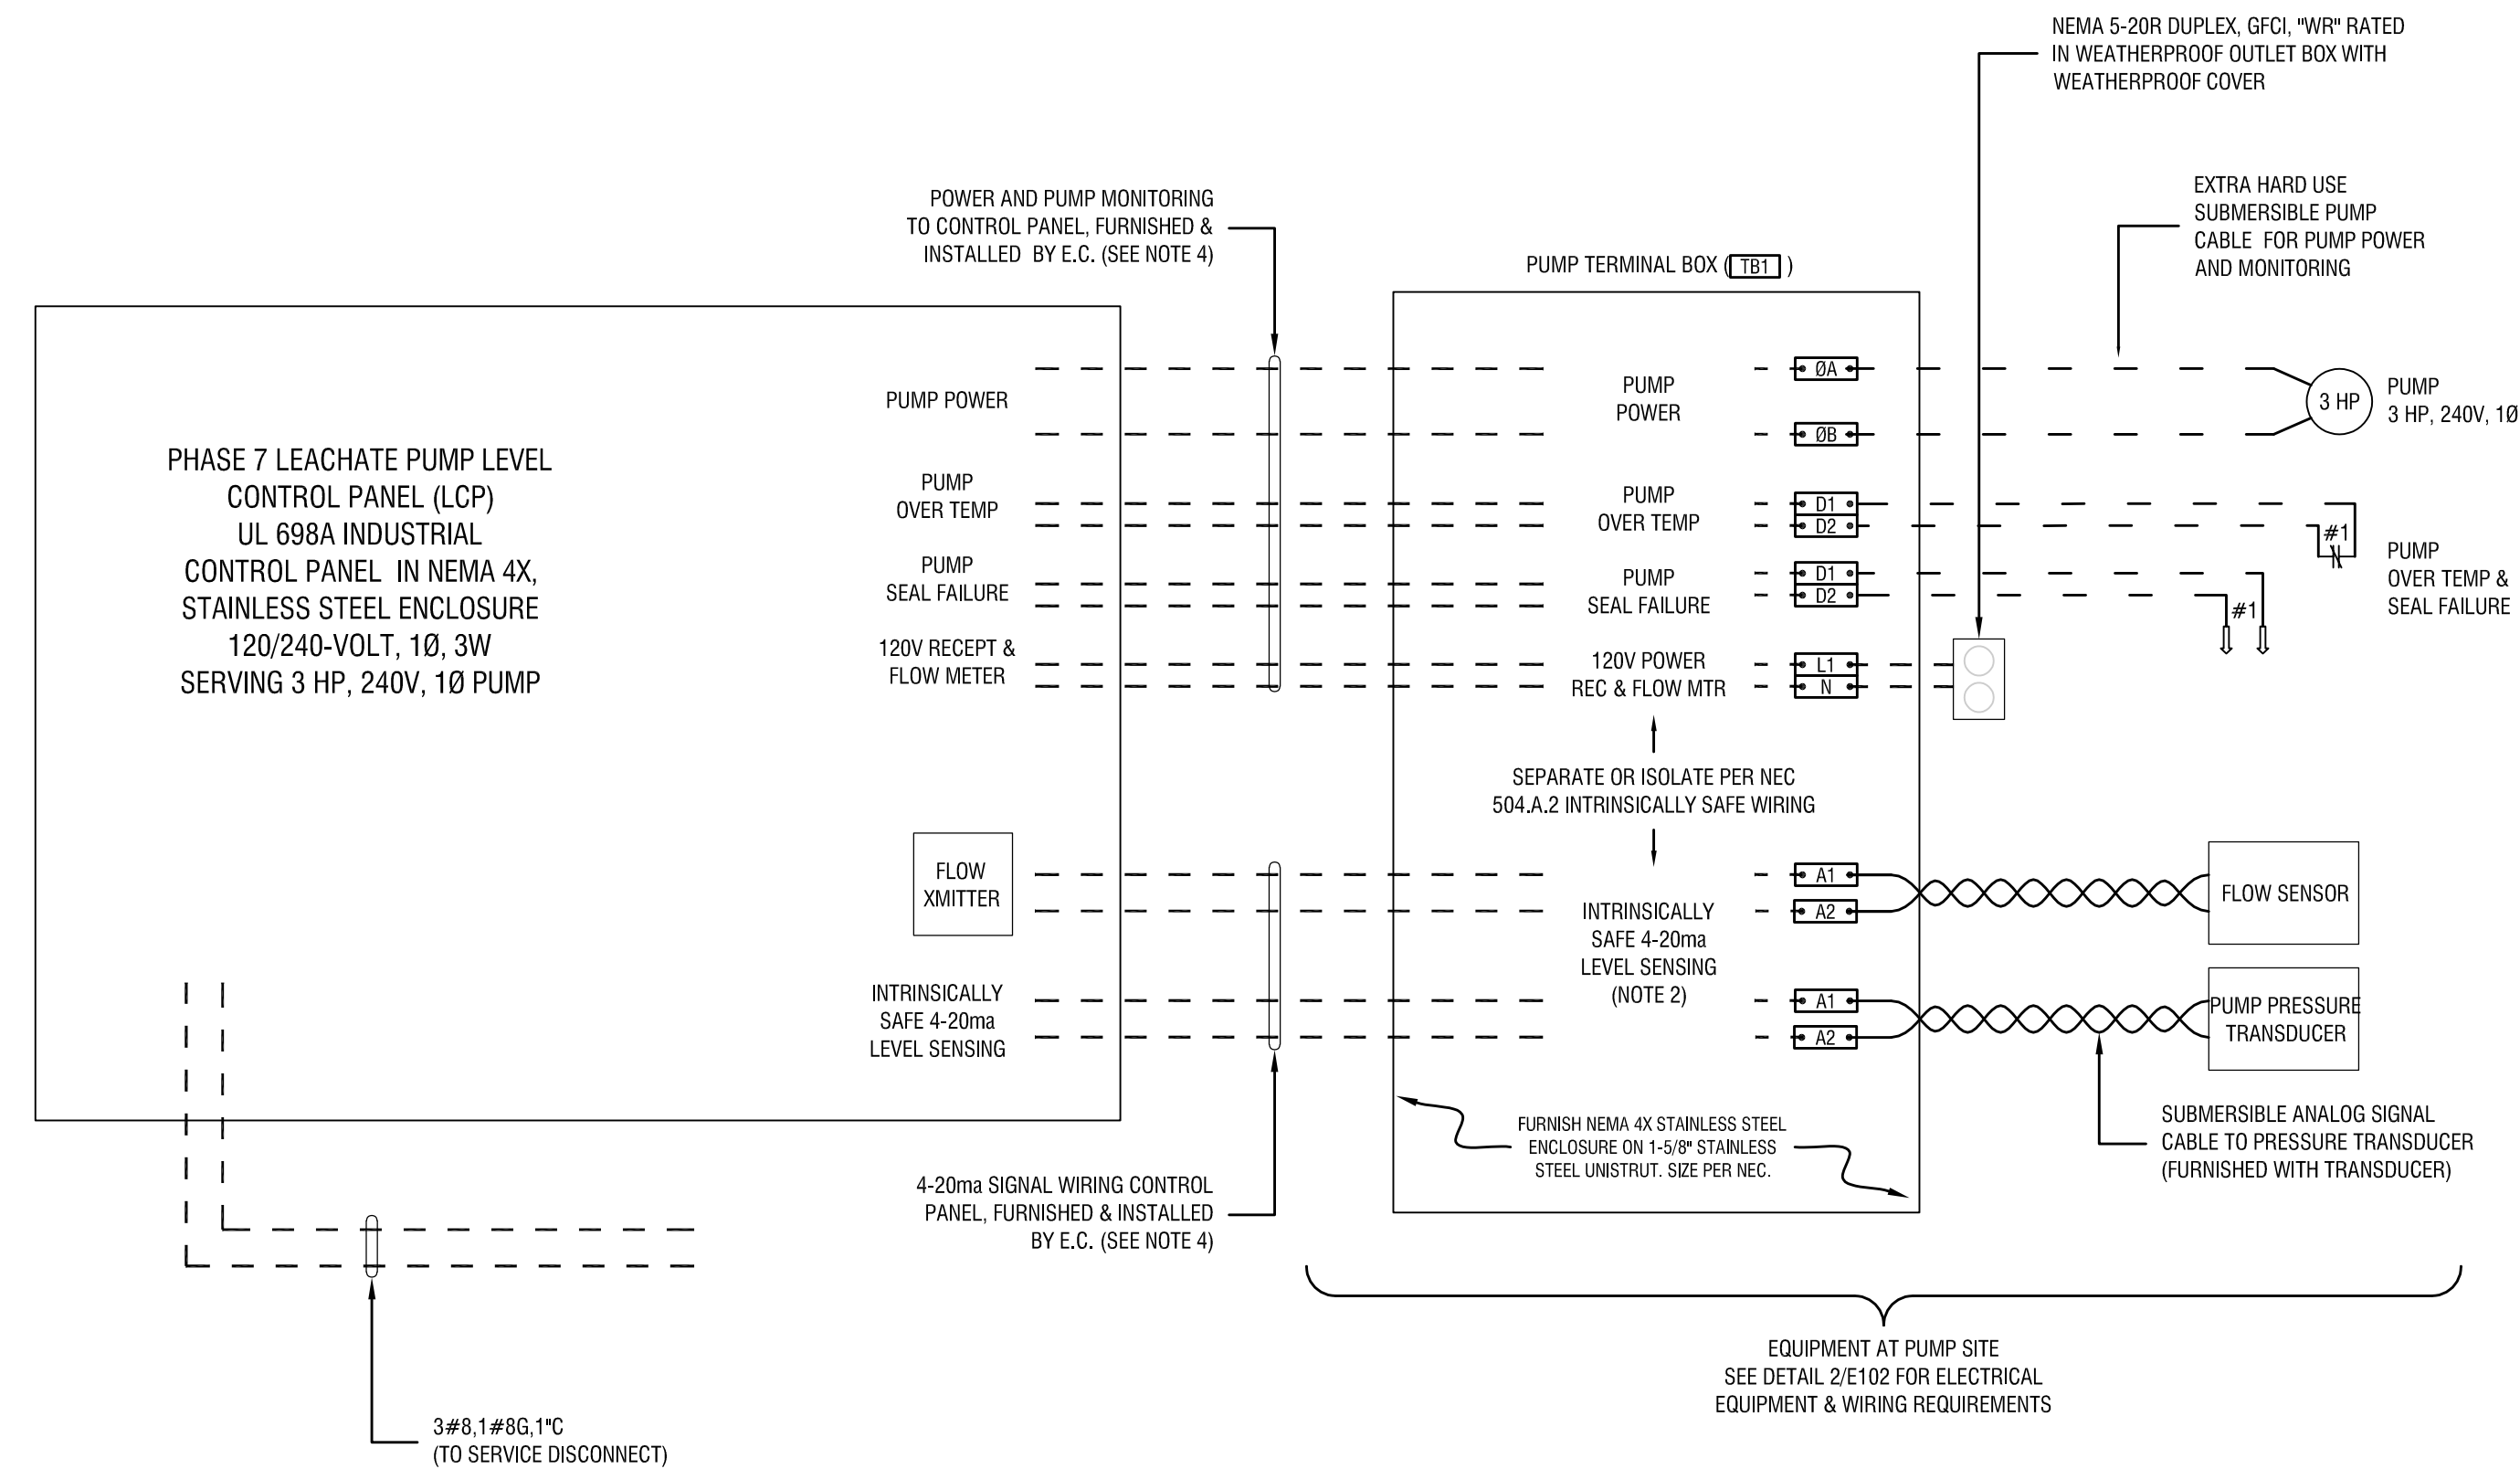 NEMA 5-20R DUPLEX, GFCI, "WR" RATED
IN WEATHERPROOF OUTLET BOX WITH
WEATHERPROOF COVER
POWER AND PUMP MONITORING
TO CONTROL PANEL, FURNISHED &
INSTALLED BY E.C. (SEE NOTE 4)
EXTRA HARD USE
SUBMERSIBLE PUMP
CABLE FOR PUMP POWER
AND MONITORING
PUMP TERMINAL BOX ( TB1 )
PHASE 7 LEACHATE PUMP LEVEL
CONTROL PANEL (LCP)
UL 698A INDUSTRIAL
CONTROL PANEL IN NEMA 4X,
STAINLESS STEEL ENCLOSURE
120/240-VOLT, 1Ø, 3W
SERVING 3 HP, 240V, 1Ø PUMP
PUMP POWER
PUMP
OVER TEMP
PUMP
SEAL FAILURE
120V RECEPT &
FLOW METER
FLOW
XMITTER
INTRINSICALLY
SAFE 4-20ma
LEVEL SENSING
PUMP
POWER
ØA
ØB
PUMP
OVER TEMP
D1
D2
PUMP
SEAL FAILURE
D1
D2
120V POWER
REC & FLOW MTR
L1
N
SEPARATE OR ISOLATE PER NEC
504.A.2 INTRINSICALLY SAFE WIRING
INTRINSICALLY
SAFE 4-20ma
LEVEL SENSING
(NOTE 2)
A1
A2
A1
A2
3 HP
PUMP
3 HP, 240V, 1Ø
#1
#1
PUMP
OVER TEMP &
SEAL FAILURE
FLOW SENSOR
PUMP PRESSURE
TRANSDUCER
FURNISH NEMA 4X STAINLESS STEEL
ENCLOSURE ON 1-5/8" STAINLESS
STEEL UNISTRUT. SIZE PER NEC.
SUBMERSIBLE ANALOG SIGNAL
CABLE TO PRESSURE TRANSDUCER
(FURNISHED WITH TRANSDUCER)
4-20ma SIGNAL WIRING CONTROL
PANEL, FURNISHED & INSTALLED
BY E.C. (SEE NOTE 4)
EQUIPMENT AT PUMP SITE
SEE DETAIL 2/E102 FOR ELECTRICAL
EQUIPMENT & WIRING REQUIREMENTS
3#8,1#8G,1"C
(TO SERVICE DISCONNECT)